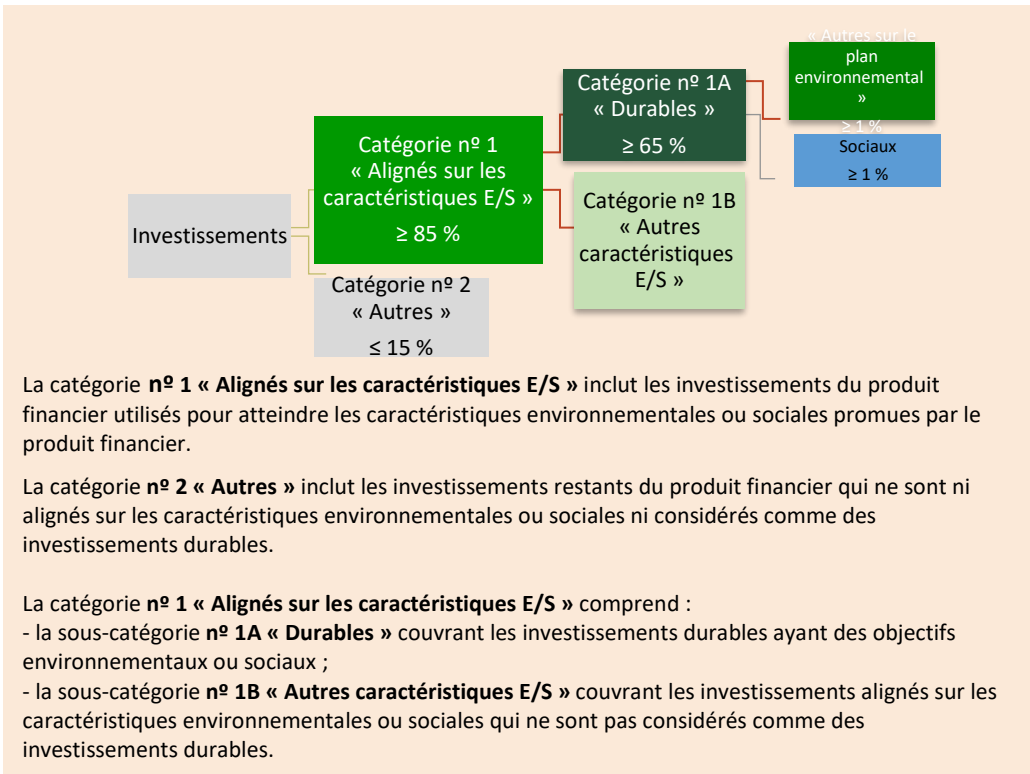 Investissements
Catégorie nº 1
« Alignés sur les
caractéristiques E/S »
≥ 85 %
Catégorie nº 2
« Autres »
≤ 15 %
Catégorie nº 1A
« Durables »
≥ 65 %
Catégorie nº 1B
« Autres
caractéristiques
E/S »
« Autres sur le
plan
environnemental
»
≥ 1 %
Sociaux
≥ 1 %
La catégorie nº 1 « Alignés sur les caractéristiques E/S » inclut les investissements du produit
financier utilisés pour atteindre les caractéristiques environnementales ou sociales promues par le
produit financier.
La catégorie nº 2 « Autres » inclut les investissements restants du produit financier qui ne sont ni
alignés sur les caractéristiques environnementales ou sociales ni considérés comme des
investissements durables.
La catégorie nº 1 « Alignés sur les caractéristiques E/S » comprend :
- la sous-catégorie nº 1A « Durables » couvrant les investissements durables ayant des objectifs
environnementaux ou sociaux ;
- la sous-catégorie nº 1B « Autres caractéristiques E/S » couvrant les investissements alignés sur les
caractéristiques environnementales ou sociales qui ne sont pas considérés comme des
investissements durables.